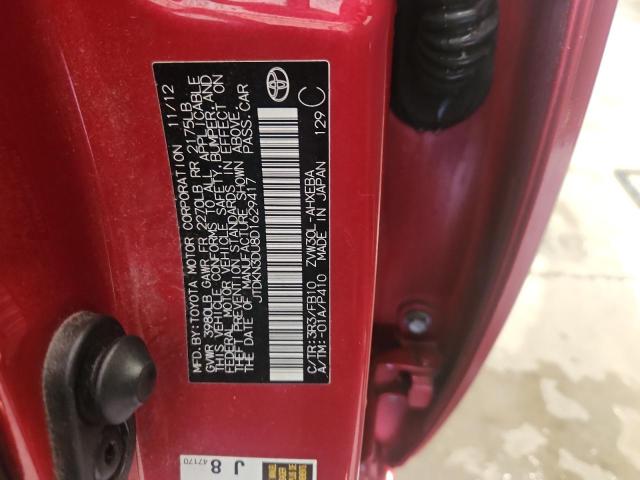 MFD.BY:TOYOTA MOTOR CORPORATION 11/12
GVWR 3980LB GAWR FR 2270LB RR 2175LB
THIS VEHICLE CONFORMS TO ALL APPLICABLE
FEDERAL MOTOR VEHICLE SAFETY, BUMPER, AND
THEFT PREVENTION STANDARDS IN EFFECT ON
THE DATE OF MANUFACTURE SHOWN ABOVE.
JTDKN3DU8D1629417 PASS.CAR
C/TR:3R3/FB10 ZVW30L-AHXEBA
A/TM:-01A/P410 MADE IN JAPAN 129 C
J 8
47170